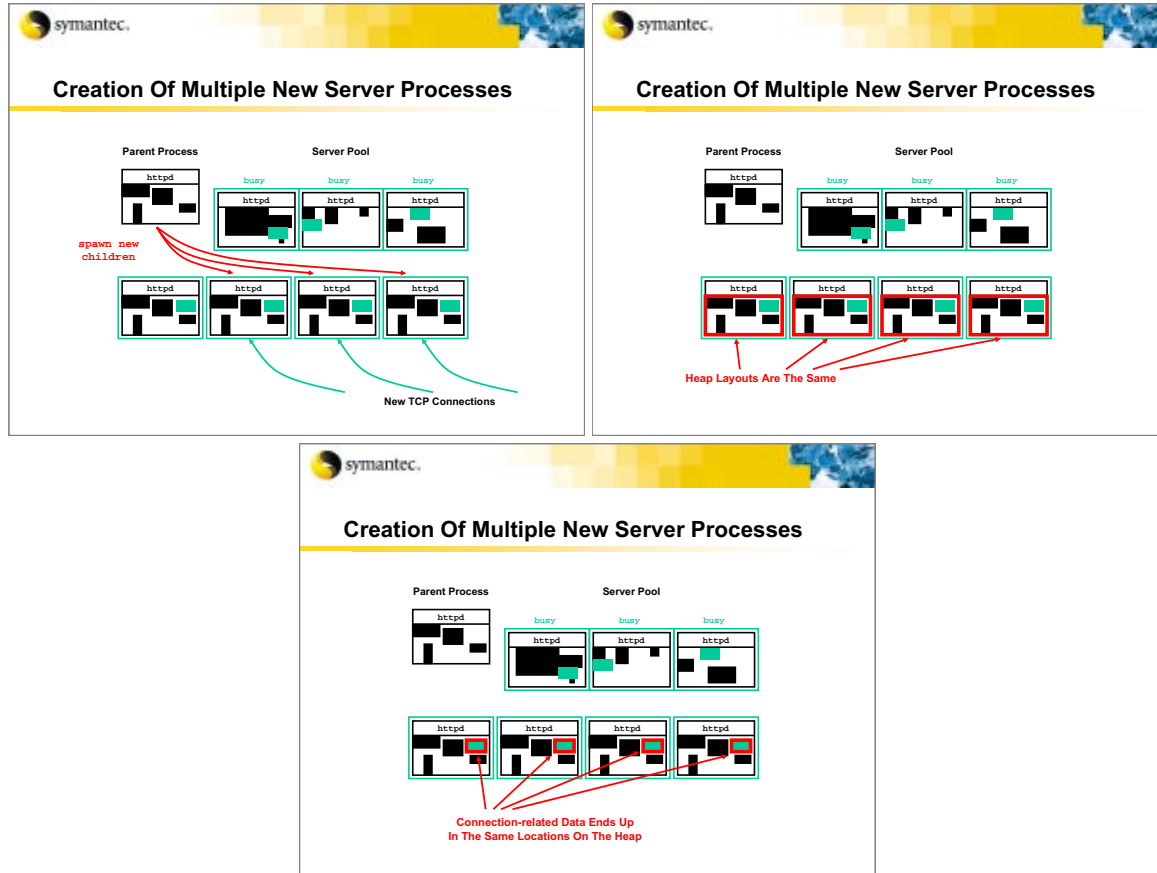 symantec.
Creation Of Multiple New Server Processes
Parent Process
Server Pool
httpd
busy
busy
busy
httpd
httpd
httpd
spawn new
children
httpd
httpd
httpd
httpd
New TCP Connections
symantec.
Creation Of Multiple New Server Processes
Parent Process
Server Pool
httpd
busy
busy
busy
httpd
httpd
httpd
httpd
httpd
httpd
httpd
Heap Layouts Are The Same
symantec.
Creation Of Multiple New Server Processes
Parent Process
Server Pool
httpd
busy
busy
busy
httpd
httpd
httpd
httpd
httpd
httpd
httpd
Connection-related Data Ends Up
In The Same Locations On The Heap